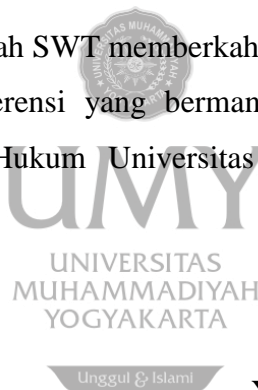 ah SWT memberkah
erensi yang berman
Hukum Universitas
UMY
UNIVERSITAS
MUHAMMADIYAH
YOGYAKARTA
Unggul & Islami